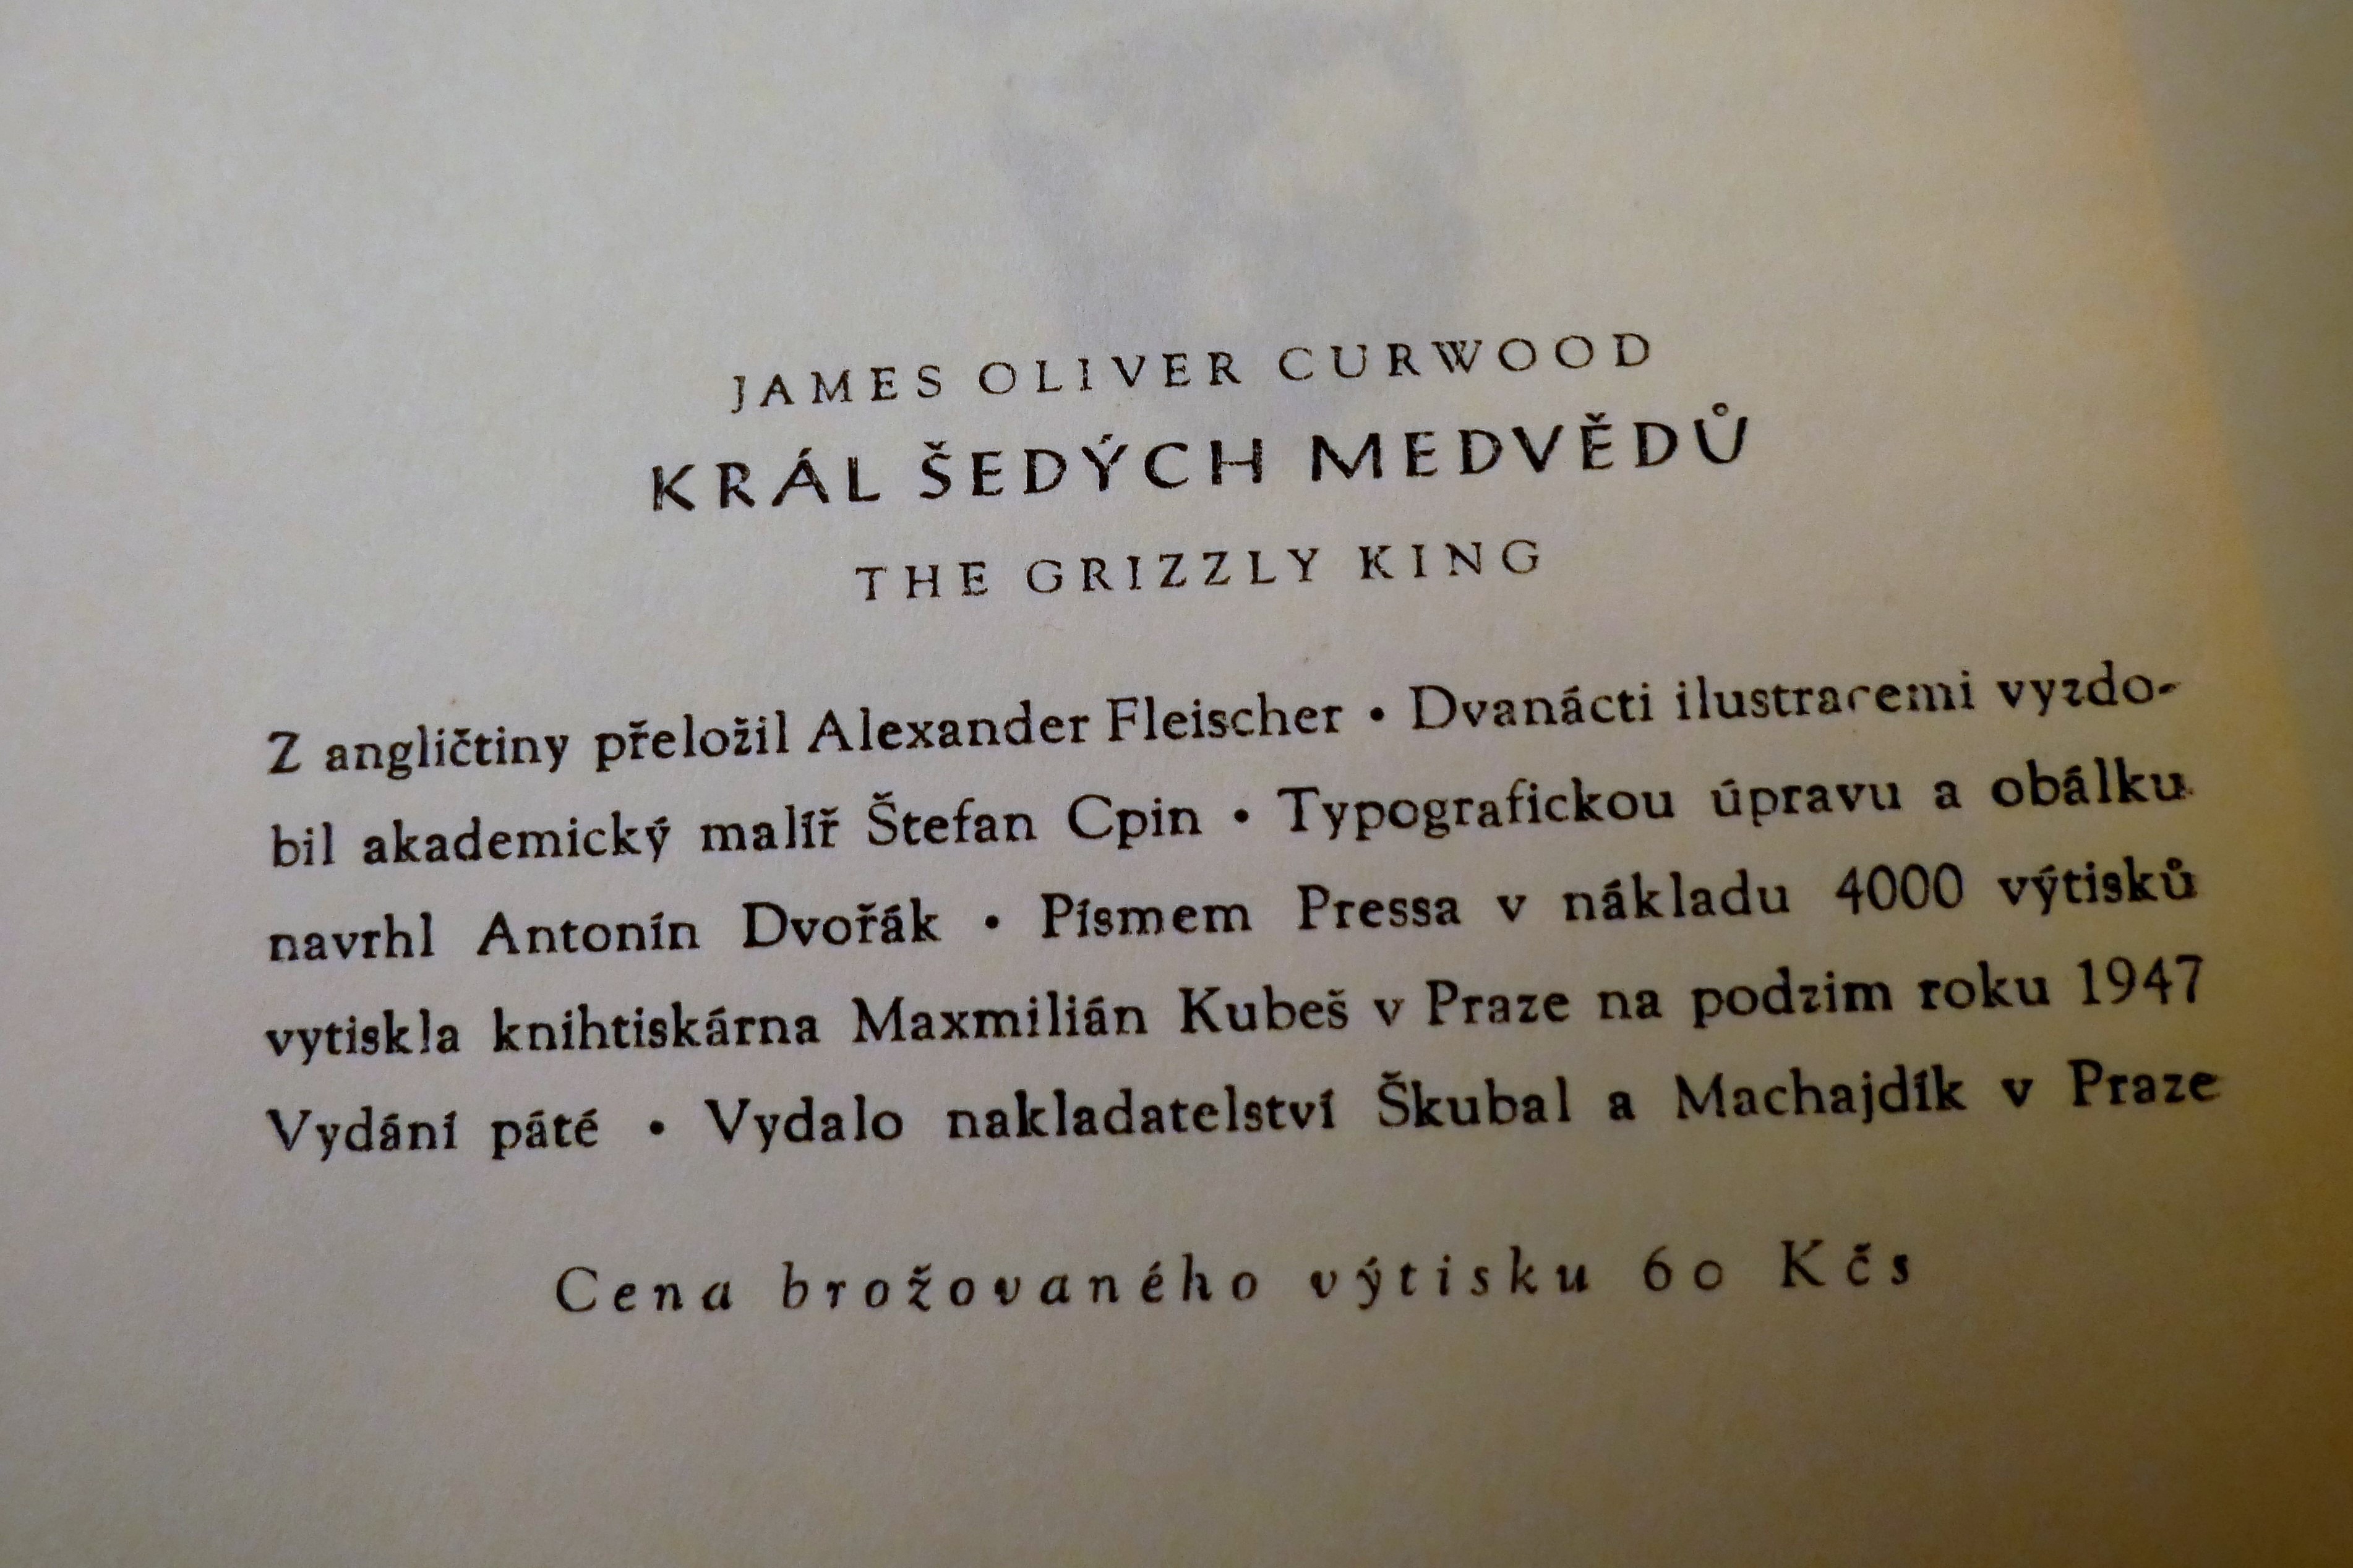 JAMES OLIVER CURWOOD
KRÁL ŠEDÝCH MEDVĚDŮ
THE GRIZZLY KING
Z angličtiny přeložil Alexander Fleischer • Dvanácti ilustracemi vyzdo-
bil akademický malíř Štefan Cpin • Typografickou úpravu a obálku
navrhl Antonín Dvořák • Písmem Pressa v nákladu 4000 výtisků
vytiskla knihtiskárna Maxmilián Kubeš v Praze na podzim roku 1947
Vydání páté • Vydalo nakladatelství Škubal a Machajdík v Praze
Cena brožovaného výtisku 60 Kčs